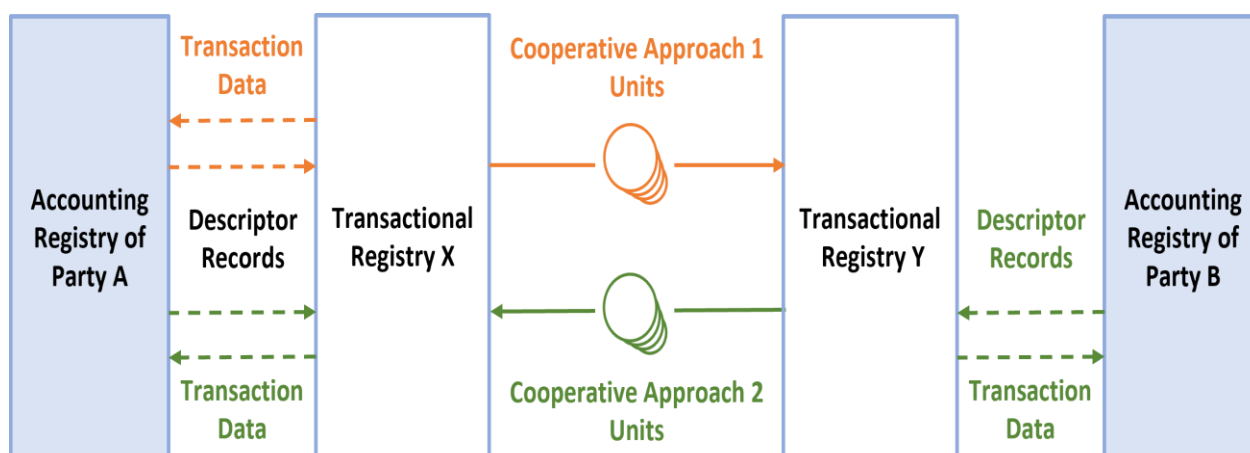 Transaction
Data
Cooperative Approach 1
Units
Accounting
Registry of
Party A
Descriptor
Records
Transactional
Registry X
Transactional
Registry Y
Descriptor
Records
Accounting
Registry of
Party B
Transaction
Data
Cooperative Approach 2
Units
Transaction
Data